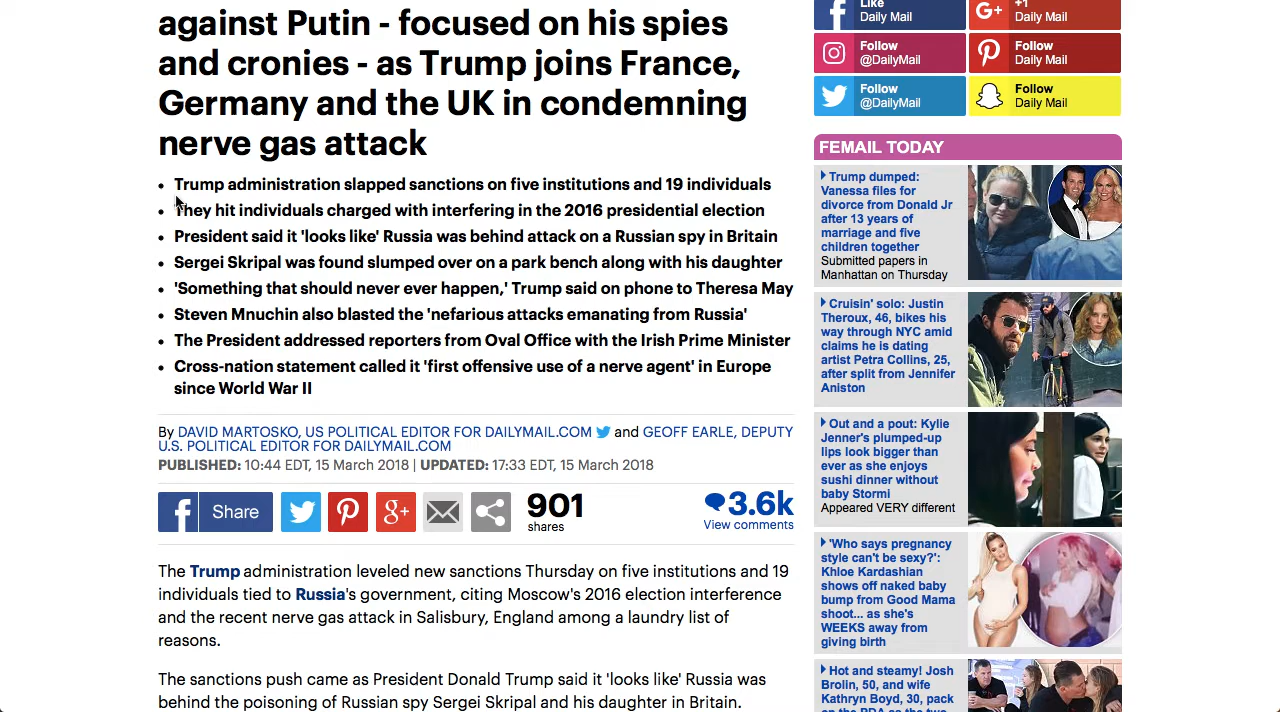 against Putin - focused on his spies
and cronies - as Trump joins France,
Germany and the UK in condemning
nerve gas attack
• Trump administration slapped sanctions on five institutions and 19 individuals
• They hit individuals charged with interfering in the 2016 presidential election
• President said it 'looks like' Russia was behind attack on a Russian spy in Britain
• Sergei Skripal was found slumped over on a park bench along with his daughter
• 'Something that should never ever happen,' Trump said on phone to Theresa May
• Steven Mnuchin also blasted the 'nefarious attacks emanating from Russia'
• The President addressed reporters from Oval Office with the Irish Prime Minister
• Cross-nation statement called it 'first offensive use of a nerve agent' in Europe
since World War II
By DAVID MARTOSKO, US POLITICAL EDITOR FOR DAILYMAIL.COM and GEOFF EARLE, DEPUTY
U.S. POLITICAL EDITOR FOR DAILYMAIL.COM
PUBLISHED: 10:44 EDT, 15 March 2018 | UPDATED: 17:33 EDT, 15 March 2018
Share
901
shares
3.6k
View comments
The Trump administration leveled new sanctions Thursday on five institutions and 19
individuals tied to Russia's government, citing Moscow's 2016 election interference
and the recent nerve gas attack in Salisbury, England among a laundry list of
reasons.
The sanctions push came as President Donald Trump said it 'looks like' Russia was
behind the poisoning of Russian spy Sergei Skripal and his daughter in Britain.
Like
Daily Mail
+1
Daily Mail
Follow
@DailyMail
Follow
Daily Mail
Follow
@DailyMail
Follow
Daily Mail
FEMAIL TODAY
Trump dumped:
Vanessa files for
divorce from Donald Jr
after 13 years of
marriage and five
children together
Submitted papers in
Manhattan on Thursday
Cruisin' solo: Justin
Theroux, 46, bikes his
way through NYC amid
claims he is dating
artist Petra Collins, 25,
after split from Jennifer
Aniston
Out and a pout: Kylie
Jenner's plumped-up
lips look bigger than
ever as she enjoys
sushi dinner without
baby Stormi
Appeared VERY different
'Who says pregnancy
style can't be sexy?':
Khloe Kardashian
shows off naked baby
bump from Good Mama
shoot... as she's
WEEKS away from
giving birth
Hot and steamy! Josh
Brolin, 50, and wife
Kathryn Boyd, 30, pack
on the PDA as the two